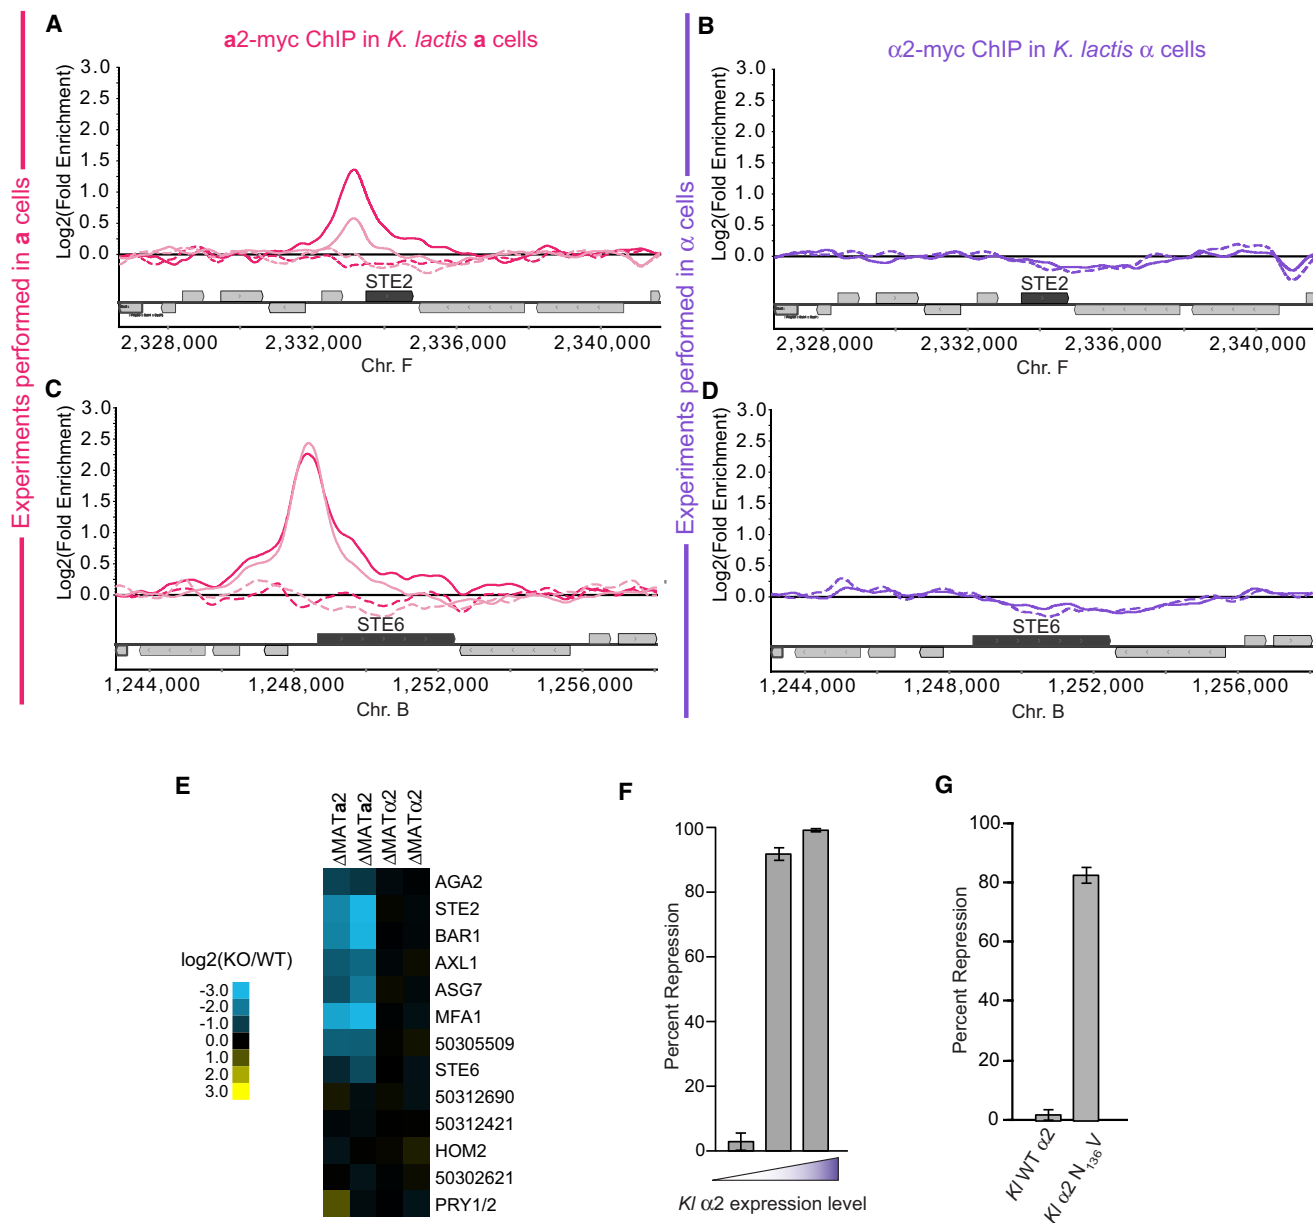 A
a2-myc ChIP in K. lactis a cells
Experiments performed in a cells
Log2(Fold Enrichment)
3.0
2.5
2.0
1.5
1.0
0.5
0.0
STE2
2,328,000 2,332,000 2,336,000 2,340,000
Chr. F
B
α2-myc ChIP in K. lactis α cells
Experiments performed in α cells
Log2(Fold Enrichment)
3.0
2.5
2.0
1.5
1.0
0.5
0.0
STE2
2,328,000 2,332,000 2,336,000 2,340,000
Chr. F
C
Log2(Fold Enrichment)
3.0
2.5
2.0
1.5
1.0
0.5
0.0
STE6
1,244,000 1,248,000 1,252,000 1,256,000
Chr. B
D
Log2(Fold Enrichment)
3.0
2.5
2.0
1.5
1.0
0.5
0.0
STE6
1,244,000 1,248,000 1,252,000 1,256,000
Chr. B
E
ΔMATa2
ΔMATa2
ΔMATα2
ΔMATα2
log2(KO/WT)
-3.0
-2.0
-1.0
0.0
1.0
2.0
3.0
AGA2
STE2
BAR1
AXL1
ASG7
MFA1
50305509
STE6
50312690
50312421
HOM2
50302621
PRY1/2
F
Percent Repression
100
80
60
40
20
0
Kl α2 expression level
G
Percent Repression
100
80
60
40
20
0
Kl WT α2
Kl α2 N136 V